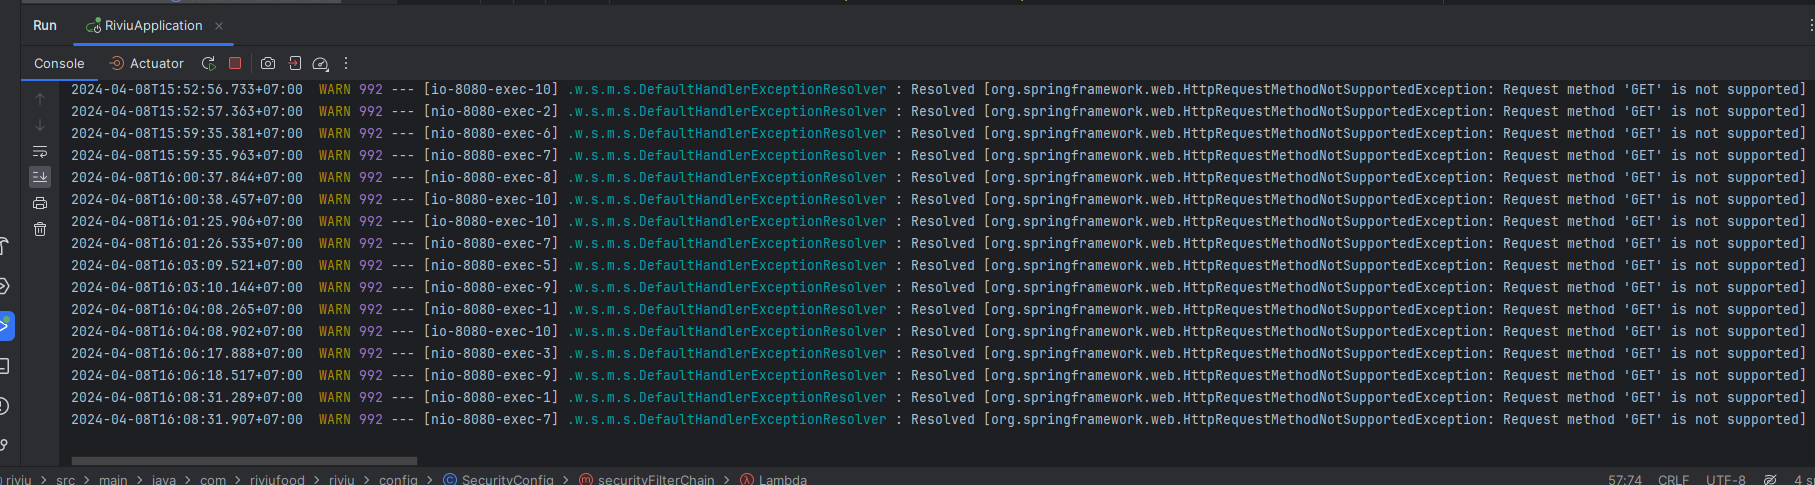 Run RiviuApplication
Console Actuator
2024-04-08T15:52:56.733+07:00 WARN 992 --- [io-8080-exec-10] .w.s.m.s.DefaultHandlerExceptionResolver : Resolved [org.springframework.web.HttpRequestMethodNotSupportedException: Request method 'GET' is not supported]
2024-04-08T15:52:57.363+07:00 WARN 992 --- [nio-8080-exec-2] .w.s.m.s.DefaultHandlerExceptionResolver : Resolved [org.springframework.web.HttpRequestMethodNotSupportedException: Request method 'GET' is not supported]
2024-04-08T15:59:35.381+07:00 WARN 992 --- [nio-8080-exec-6] .w.s.m.s.DefaultHandlerExceptionResolver : Resolved [org.springframework.web.HttpRequestMethodNotSupportedException: Request method 'GET' is not supported]
2024-04-08T15:59:35.963+07:00 WARN 992 --- [nio-8080-exec-7] .w.s.m.s.DefaultHandlerExceptionResolver : Resolved [org.springframework.web.HttpRequestMethodNotSupportedException: Request method 'GET' is not supported]
2024-04-08T16:00:37.844+07:00 WARN 992 --- [nio-8080-exec-8] .w.s.m.s.DefaultHandlerExceptionResolver : Resolved [org.springframework.web.HttpRequestMethodNotSupportedException: Request method 'GET' is not supported]
2024-04-08T16:00:38.457+07:00 WARN 992 --- [io-8080-exec-10] .w.s.m.s.DefaultHandlerExceptionResolver : Resolved [org.springframework.web.HttpRequestMethodNotSupportedException: Request method 'GET' is not supported]
2024-04-08T16:01:25.906+07:00 WARN 992 --- [io-8080-exec-10] .w.s.m.s.DefaultHandlerExceptionResolver : Resolved [org.springframework.web.HttpRequestMethodNotSupportedException: Request method 'GET' is not supported]
2024-04-08T16:01:26.535+07:00 WARN 992 --- [nio-8080-exec-7] .w.s.m.s.DefaultHandlerExceptionResolver : Resolved [org.springframework.web.HttpRequestMethodNotSupportedException: Request method 'GET' is not supported]
2024-04-08T16:03:09.521+07:00 WARN 992 --- [nio-8080-exec-5] .w.s.m.s.DefaultHandlerExceptionResolver : Resolved [org.springframework.web.HttpRequestMethodNotSupportedException: Request method 'GET' is not supported]
2024-04-08T16:03:10.144+07:00 WARN 992 --- [nio-8080-exec-9] .w.s.m.s.DefaultHandlerExceptionResolver : Resolved [org.springframework.web.HttpRequestMethodNotSupportedException: Request method 'GET' is not supported]
2024-04-08T16:04:08.265+07:00 WARN 992 --- [nio-8080-exec-1] .w.s.m.s.DefaultHandlerExceptionResolver : Resolved [org.springframework.web.HttpRequestMethodNotSupportedException: Request method 'GET' is not supported]
2024-04-08T16:04:08.902+07:00 WARN 992 --- [io-8080-exec-10] .w.s.m.s.DefaultHandlerExceptionResolver : Resolved [org.springframework.web.HttpRequestMethodNotSupportedException: Request method 'GET' is not supported]
2024-04-08T16:06:17.888+07:00 WARN 992 --- [nio-8080-exec-3] .w.s.m.s.DefaultHandlerExceptionResolver : Resolved [org.springframework.web.HttpRequestMethodNotSupportedException: Request method 'GET' is not supported]
2024-04-08T16:06:18.517+07:00 WARN 992 --- [nio-8080-exec-9] .w.s.m.s.DefaultHandlerExceptionResolver : Resolved [org.springframework.web.HttpRequestMethodNotSupportedException: Request method 'GET' is not supported]
2024-04-08T16:08:31.289+07:00 WARN 992 --- [nio-8080-exec-1] .w.s.m.s.DefaultHandlerExceptionResolver : Resolved [org.springframework.web.HttpRequestMethodNotSupportedException: Request method 'GET' is not supported]
2024-04-08T16:08:31.907+07:00 WARN 992 --- [nio-8080-exec-7] .w.s.m.s.DefaultHandlerExceptionResolver : Resolved [org.springframework.web.HttpRequestMethodNotSupportedException: Request method 'GET' is not supported]
riviu > src > main > java > com > riviufood > riviu > config > SecurityConfig > securityFilterChain > Lambda 57:74 CRLF UTF-8 4 s